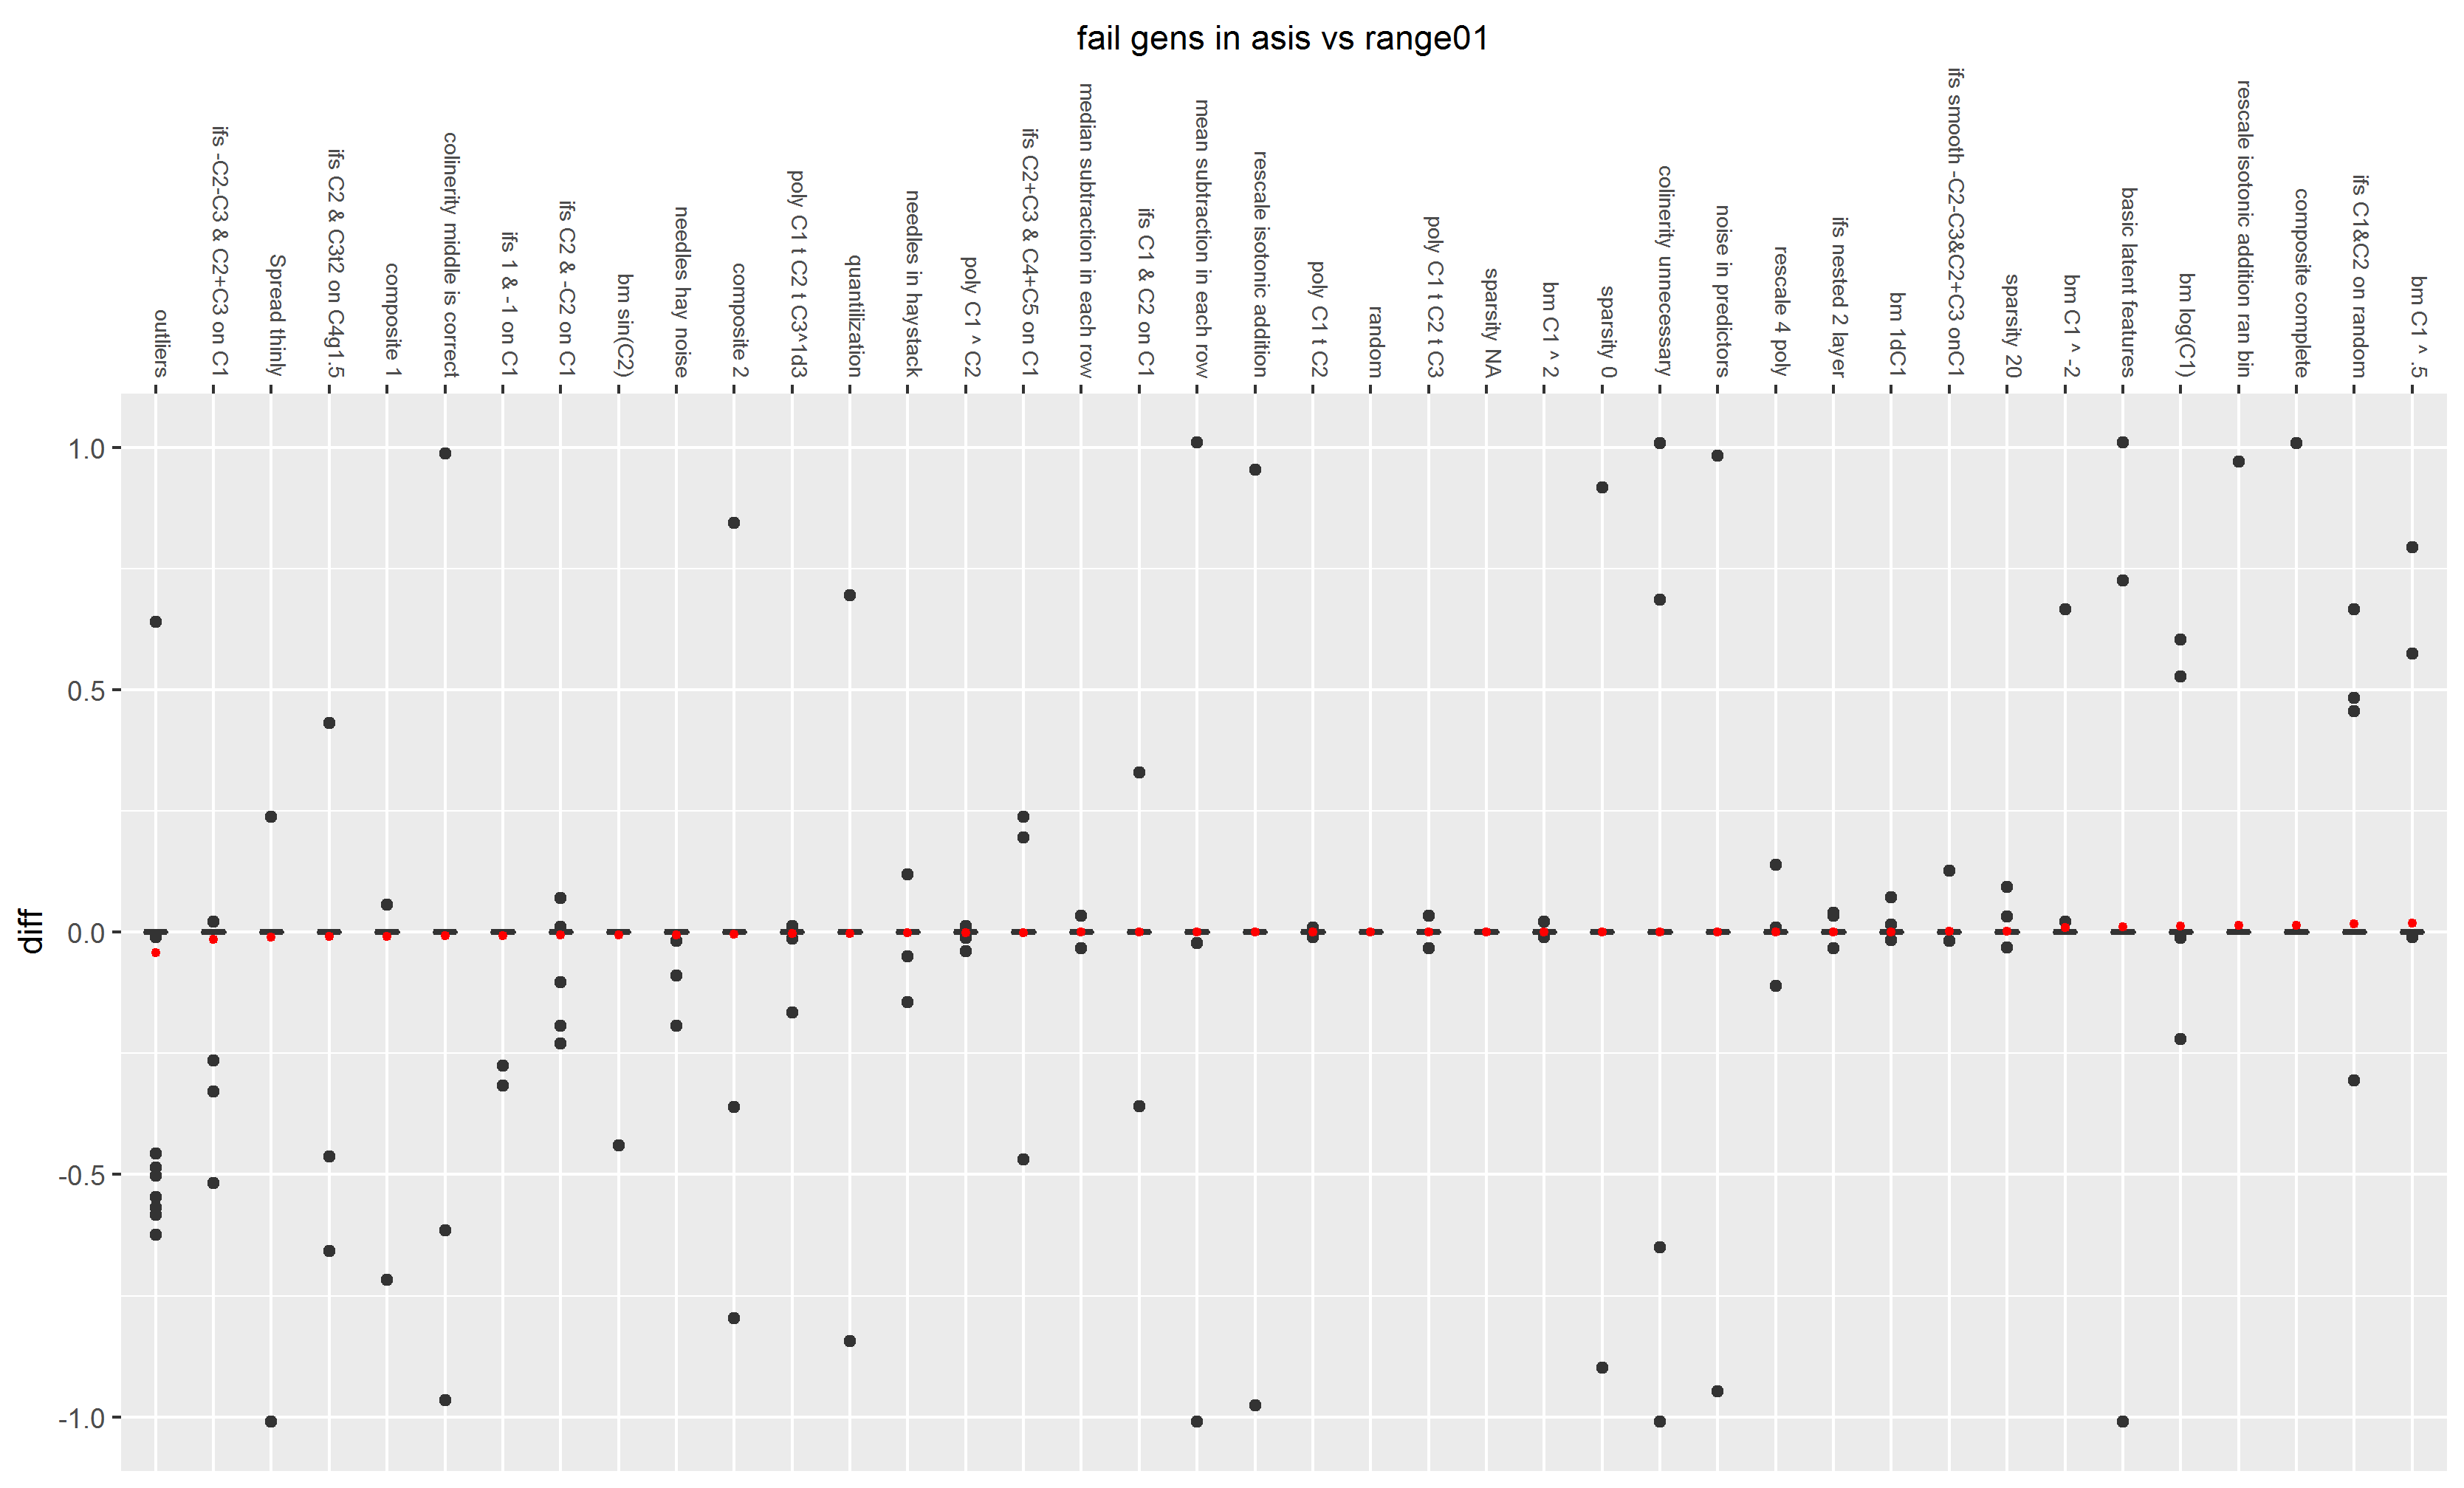 fail gens in asis vs range01
outliers
ifs -C2-C3 & C2+C3 on C1
Spread thinly
ifs C2 & C3t2 on C4g1.5
composite 1
colinerity middle is correct
ifs 1 & -1 on C1
ifs C2 & -C2 on C1
bm sin(C2)
needles hay noise
composite 2
poly C1 t C2 t C3^1d3
quantilization
needles in haystack
poly C1 ^ C2
ifs C2+C3 & C4+C5 on C1
median subtraction in each row
ifs C1 & C2 on C1
mean subtraction in each row
rescale isotonic addition
poly C1 t C2
random
poly C1 t C2 t C3
sparsity NA
bm C1 ^ 2
sparsity 0
colinerity unnecessary
noise in predictors
rescale 4 poly
ifs nested 2 layer
bm 1dC1
ifs smooth -C2-C3&C2+C3 onC1
sparsity 20
bm C1 ^ -2
basic latent features
bm log(C1)
rescale isotonic addition ran bin
composite complete
ifs C1&C2 on random
bm C1 ^ .5
1.0
0.5
0.0
-0.5
-1.0
diff